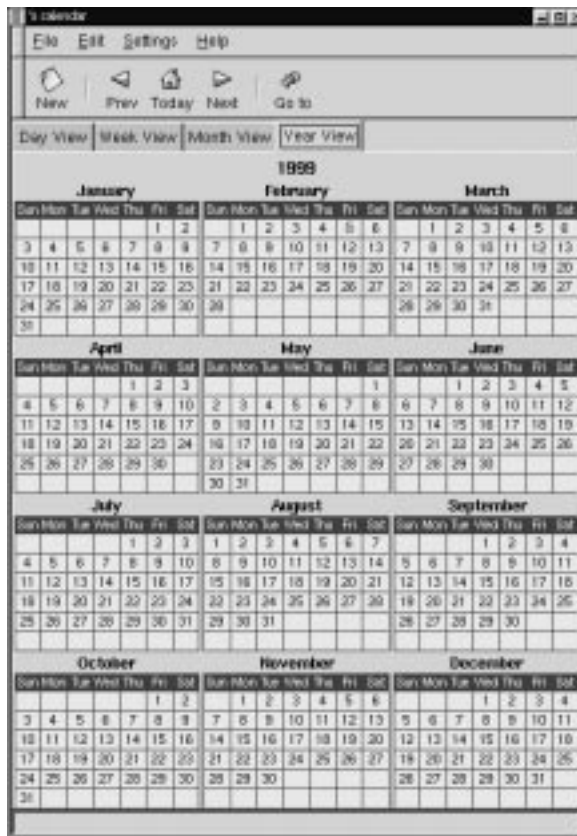 's calendar
File Edit Settings Help
New Prev Today Next Go to
Day View Week View Month View Year View
1999
January February March
Sun Mon Tue Wed Thu Fri Sat Sun Mon Tue Wed Thu Fri Sat Sun Mon Tue Wed Thu Fri Sat
1 2 1 2 3 4 5 6 1 2 3 4 5 6
3 4 5 6 7 8 9 7 8 9 10 11 12 13 7 8 9 10 11 12 13
10 11 12 13 14 15 16 14 15 16 17 18 19 20 14 15 16 17 18 19 20
17 18 19 20 21 22 23 21 22 23 24 25 26 27 21 22 23 24 25 26 27
24 25 26 27 28 29 30 28 28 29 30 31
31
April May June
Sun Mon Tue Wed Thu Fri Sat Sun Mon Tue Wed Thu Fri Sat Sun Mon Tue Wed Thu Fri Sat
1 2 3 1 1 2 3 4 5
4 5 6 7 8 9 10 2 3 4 5 6 7 8 6 7 8 9 10 11 12
11 12 13 14 15 16 17 9 10 11 12 13 14 15 13 14 15 16 17 18 19
18 19 20 21 22 23 24 16 17 18 19 20 21 22 20 21 22 23 24 25 26
25 26 27 28 29 30 23 24 25 26 27 28 29 27 28 29 30
30 31
July August September
Sun Mon Tue Wed Thu Fri Sat Sun Mon Tue Wed Thu Fri Sat Sun Mon Tue Wed Thu Fri Sat
1 2 3 1 2 3 4 5 6 7 1 2 3 4
4 5 6 7 8 9 10 8 9 10 11 12 13 14 5 6 7 8 9 10 11
11 12 13 14 15 16 17 15 16 17 18 19 20 21 12 13 14 15 16 17 18
18 19 20 21 22 23 24 22 23 24 25 26 27 28 19 20 21 22 23 24 25
25 26 27 28 29 30 31 29 30 31 26 27 28 29 30
October November December
Sun Mon Tue Wed Thu Fri Sat Sun Mon Tue Wed Thu Fri Sat Sun Mon Tue Wed Thu Fri Sat
1 2 1 2 3 4 5 6 1 2 3 4
3 4 5 6 7 8 9 7 8 9 10 11 12 13 5 6 7 8 9 10 11
10 11 12 13 14 15 16 14 15 16 17 18 19 20 12 13 14 15 16 17 18
17 18 19 20 21 22 23 21 22 23 24 25 26 27 19 20 21 22 23 24 25
24 25 26 27 28 29 30 28 29 30 26 27 28 29 30 31
31